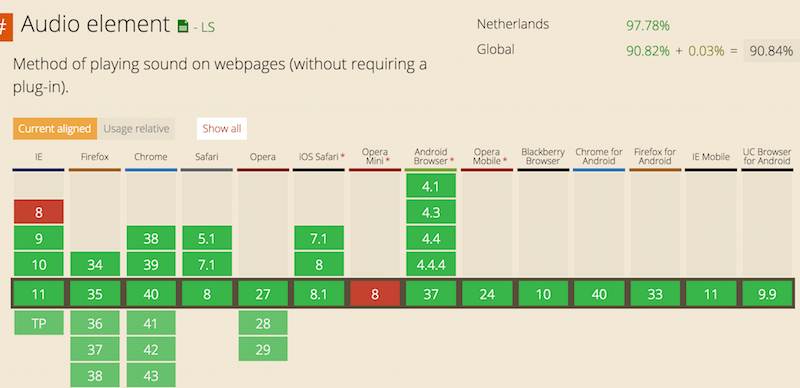 # Audio element - LS
Method of playing sound on webpages (without requiring a
plug-in).
Netherlands 97.78%
Global 90.82% + 0.03% = 90.84%
Current aligned Usage relative Show all
IE Firefox Chrome Safari Opera iOS Safari * Opera Mini * Android Browser * Opera Mobile * Blackberry Browser Chrome for Android Firefox for Android IE Mobile UC Browser for Android
4.1
8 4.3
9 38 5.1 7.1 4.4
10 34 39 7.1 8 4.4.4
11 35 40 8 27 8.1 8 37 24 10 40 33 11 9.9
TP 36 41 28
37 42 29
38 43